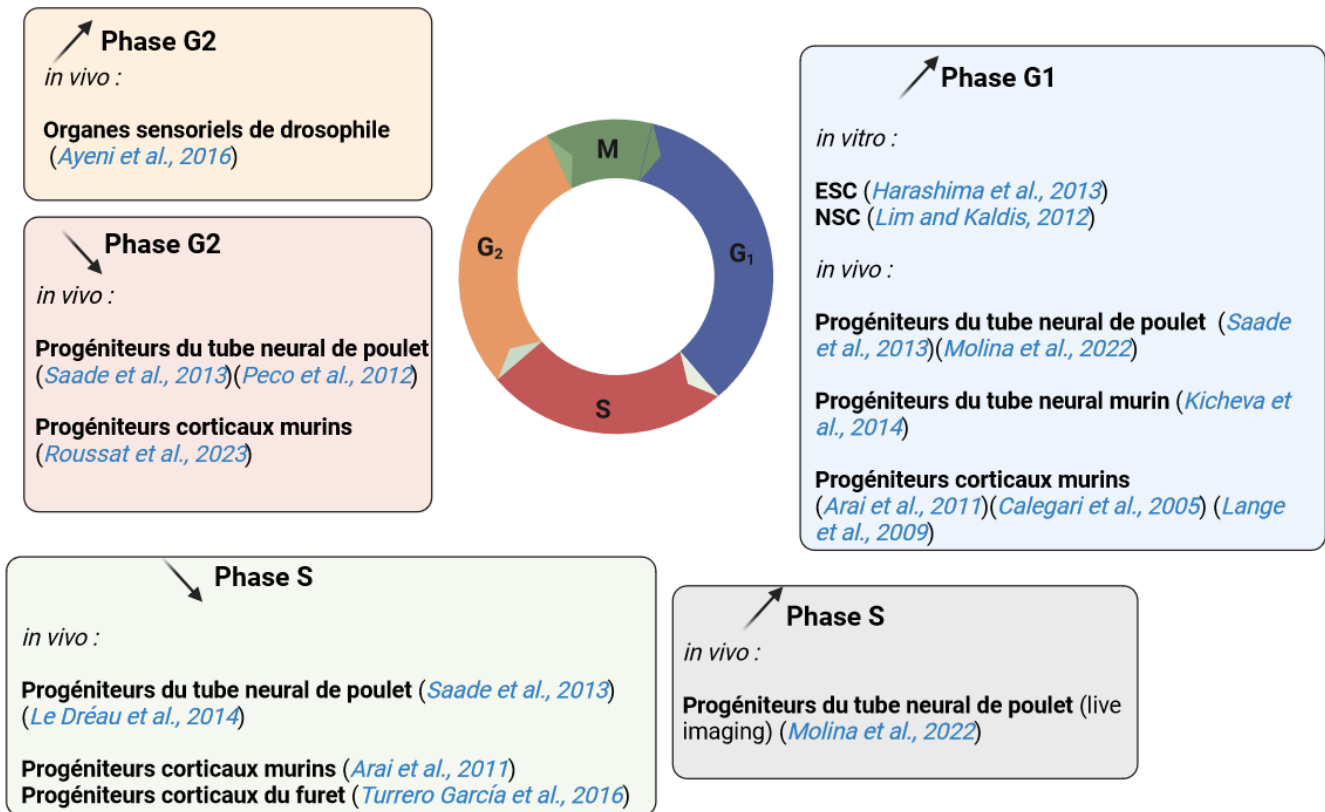 Phase G2
in vivo :
Organes sensoriels de drosophile
(Ayeni et al., 2016)
Phase G2
in vivo :
Progéniteurs du tube neural de poulet
(Saade et al., 2013)(Peco et al., 2012)
Progéniteurs corticaux murins
(Roussat et al., 2023)
M
G₂
G₁
S
Phase G1
in vitro :
ESC (Harashima et al., 2013)
NSC (Lim and Kaldis, 2012)
in vivo :
Progéniteurs du tube neural de poulet (Saade
et al., 2013)(Molina et al., 2022)
Progéniteurs du tube neural murin (Kicheva et
al., 2014)
Progéniteurs corticaux murins
(Arai et al., 2011)(Calegari et al., 2005) (Lange
et al., 2009)
Phase S
in vivo :
Progéniteurs du tube neural de poulet (Saade et al., 2013)
(Le Dréau et al., 2014)
Progéniteurs corticaux murins (Arai et al., 2011)
Progéniteurs corticaux du furet (Turrero García et al., 2016)
Phase S
in vivo :
Progéniteurs du tube neural de poulet (live
imaging) (Molina et al., 2022)